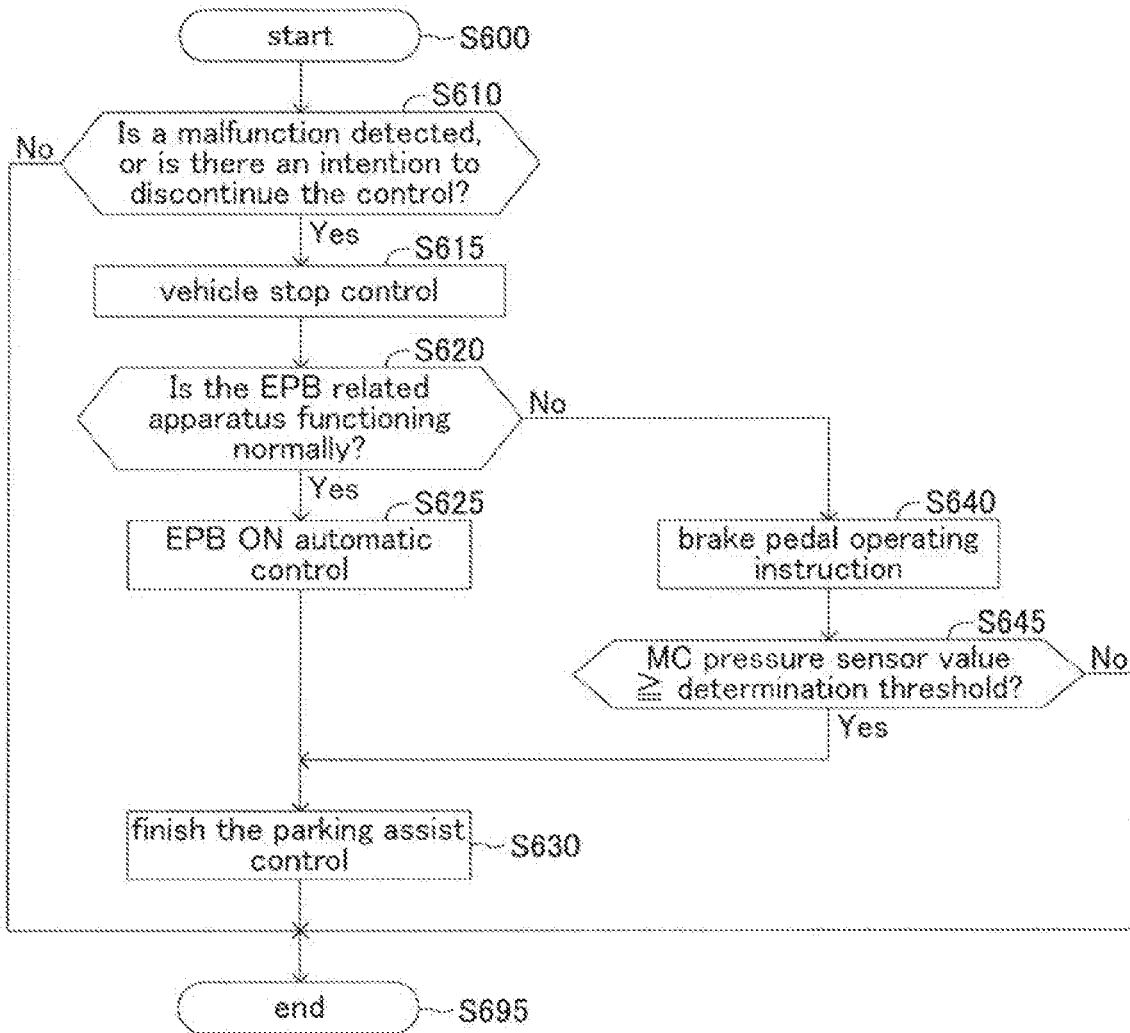 start
S600
S610
Is a malfunction detected,
or is there an intention to
discontinue the control?
No
Yes
S615
vehicle stop control
S620
Is the EPB related
apparatus functioning
normally?
No
Yes
S625
EPB ON automatic
control
S640
brake pedal operating
instruction
S645
MC pressure sensor value
≧ determination threshold?
No
Yes
finish the parking assist
control
S630
end
S695